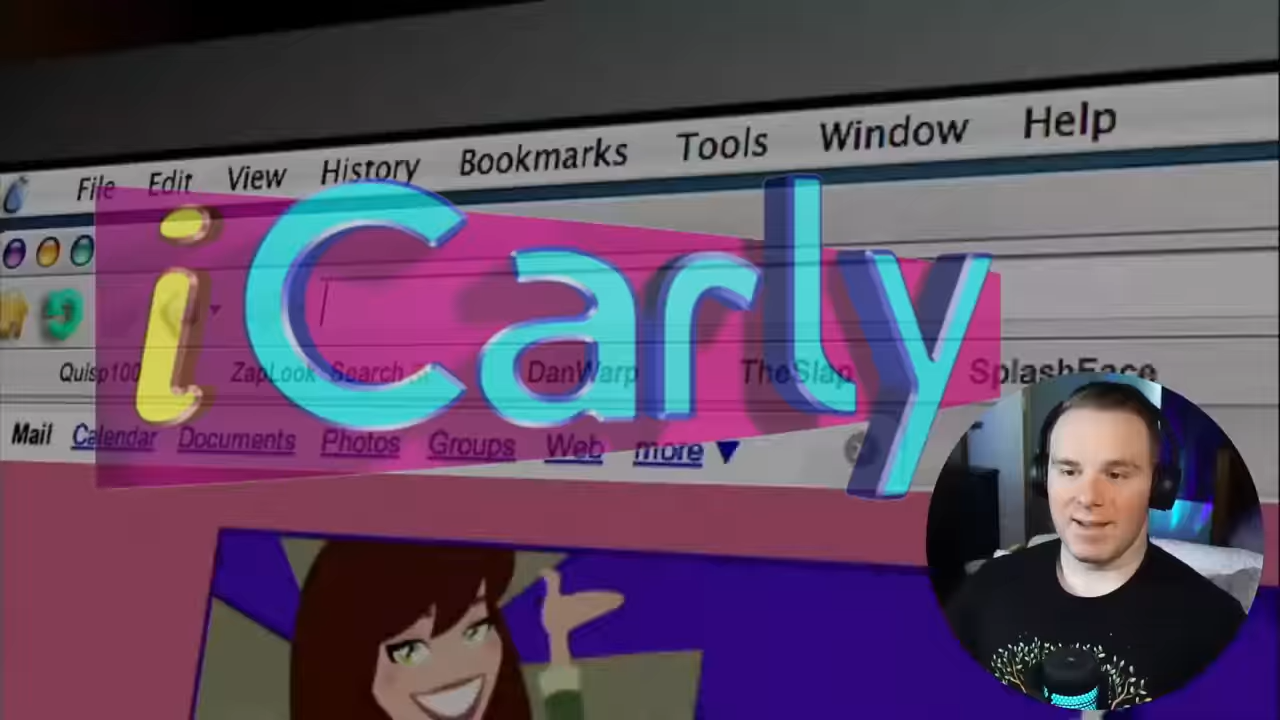 File Edit View History Bookmarks Tools Window Help
iCarly
Quisp100 ZapLook Search DanWarp TheSlap SplashFace
Mail Calendar Documents Photos Groups Web more